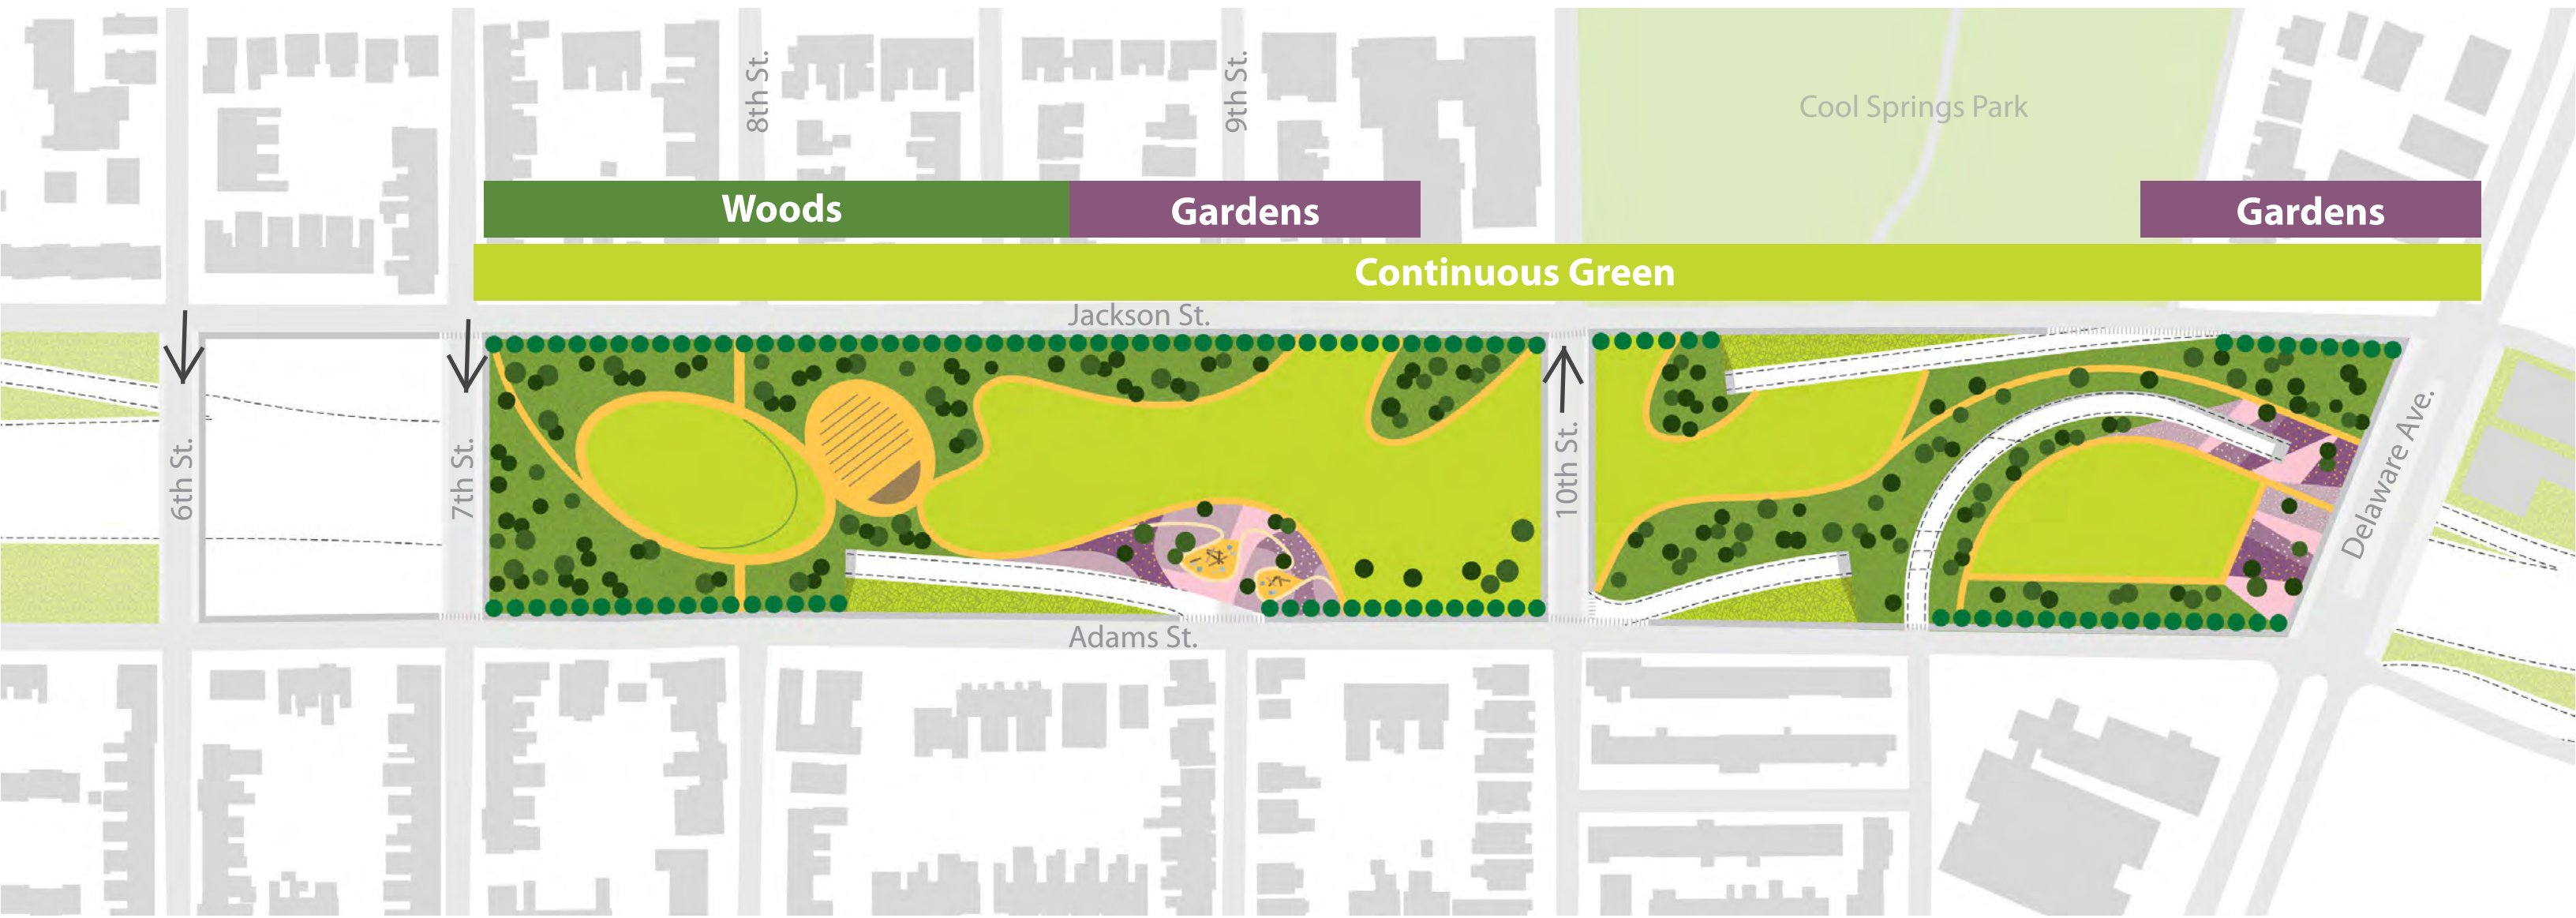 8th St.
9th St.
Cool Springs Park
Woods
Gardens
Gardens
Continuous Green
Jackson St.
6th St.
7th St.
10th St.
Delaware Ave.
Adams St.